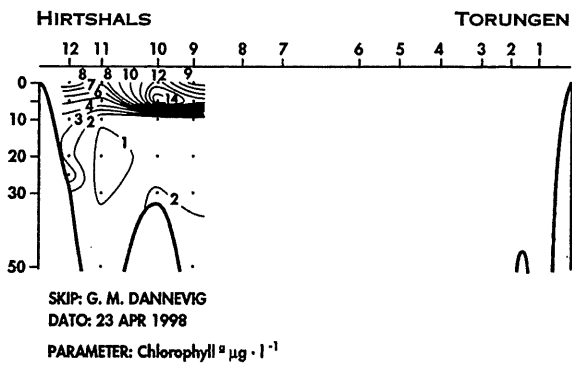 HIRTSHALS TORUNGEN
12 11 10 9 8 7 6 5 4 3 2 1
8 8 10 12 9
0 7
6 14
4
10 3 2
1
20
30 2
50
SKIP: G. M. DANNEVIG
DATO: 23 APR 1998
PARAMETER: Chlorophyll a µg · l⁻¹